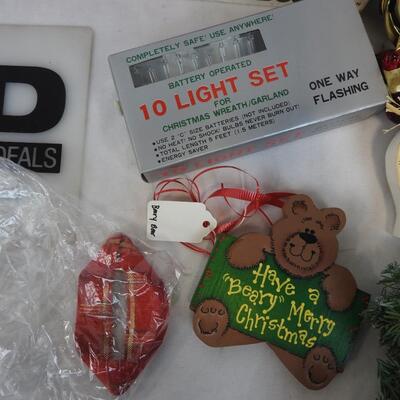 D
DEALS
COMPLETELY SAFE! USE ANYWHERE!
BATTERY OPERATED
10 LIGHT SET
FOR
CHRISTMAS WREATH/GARLAND
ONE WAY
FLASHING
• USE 2 "C" SIZE BATTERIES (NOT INCLUDED)
• NO HEAT! NO SHOCK! BULBS NEVER BURN OUT!
• TOTAL LENGTH 5 FEET (1.5 METERS)
• ENERGY SAVER
Beary Bear
Have a
"Beary" Merry
Christmas